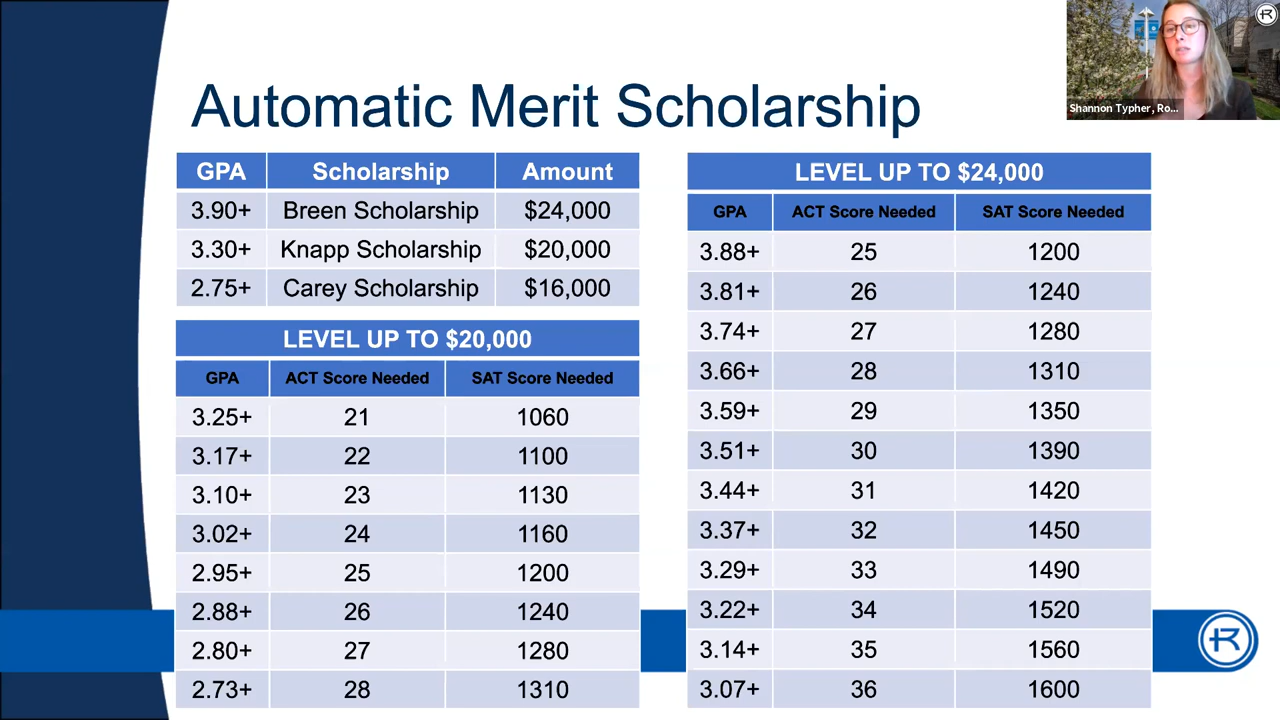 Automatic Merit Scholarship
Shannon Typher, Ro...
GPA Scholarship Amount
3.90+ Breen Scholarship $24,000
3.30+ Knapp Scholarship $20,000
2.75+ Carey Scholarship $16,000
LEVEL UP TO $20,000
GPA ACT Score Needed SAT Score Needed
3.25+ 21 1060
3.17+ 22 1100
3.10+ 23 1130
3.02+ 24 1160
2.95+ 25 1200
2.88+ 26 1240
2.80+ 27 1280
2.73+ 28 1310
LEVEL UP TO $24,000
GPA ACT Score Needed SAT Score Needed
3.88+ 25 1200
3.81+ 26 1240
3.74+ 27 1280
3.66+ 28 1310
3.59+ 29 1350
3.51+ 30 1390
3.44+ 31 1420
3.37+ 32 1450
3.29+ 33 1490
3.22+ 34 1520
3.14+ 35 1560
3.07+ 36 1600